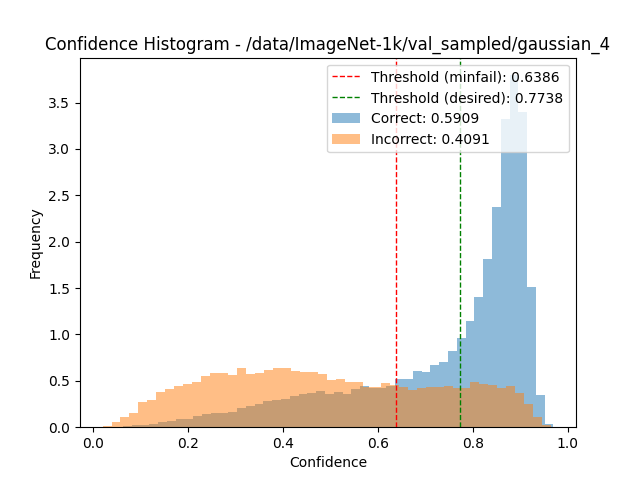 Confidence Histogram - /data/ImageNet-1k/val_sampled/gaussian_4
Threshold (minfail): 0.6386
Threshold (desired): 0.7738
Correct: 0.5909
Incorrect: 0.4091
Frequency
3.5
3.0
2.5
2.0
1.5
1.0
0.5
0.0
0.0 0.2 0.4 0.6 0.8 1.0
Confidence